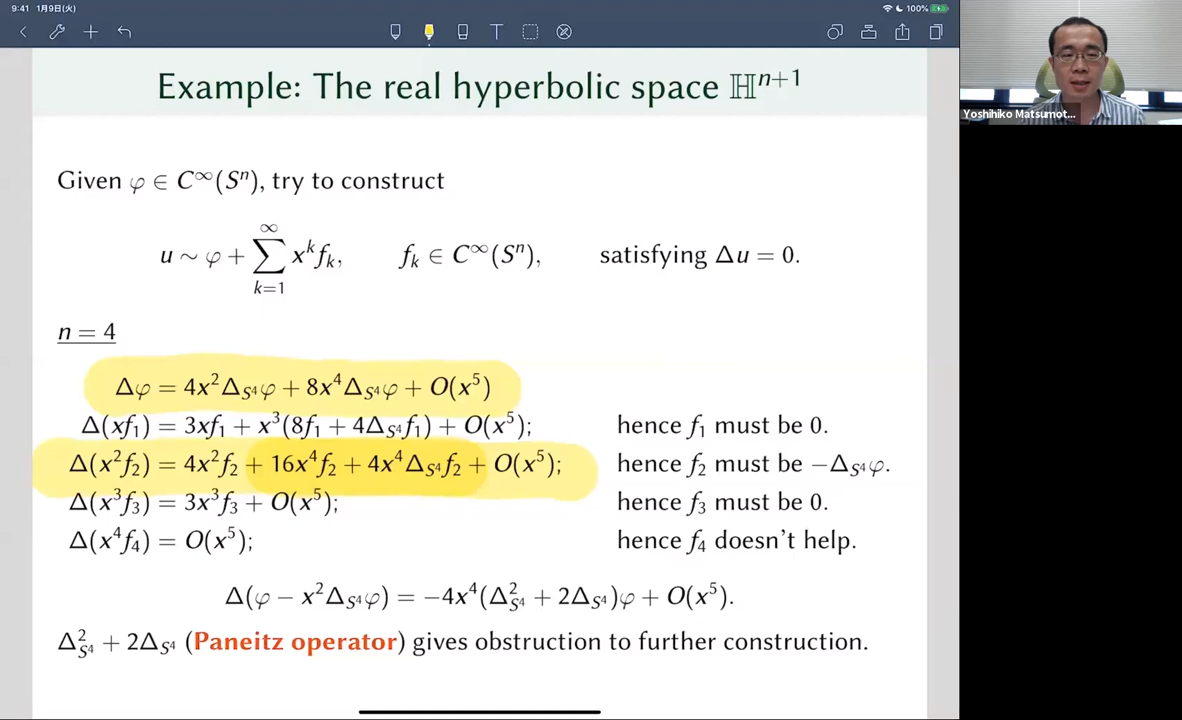 9:41 1月9日(火)
100%
Example: The real hyperbolic space ℍⁿ⁺¹
Given φ ∈ C^∞(Sⁿ), try to construct
u ~ φ + ∑_{k=1}^{∞} xᵏfₖ, fₖ ∈ C^∞(Sⁿ), satisfying Δu = 0.
n = 4
Δφ = 4x²Δ_{S⁴}φ + 8x⁴Δ_{S⁴}φ + O(x⁵)
Δ(xf₁) = 3xf₁ + x³(8f₁ + 4Δ_{S⁴}f₁) + O(x⁵); hence f₁ must be 0.
Δ(x²f₂) = 4x²f₂ + 16x⁴f₂ + 4x⁴Δ_{S⁴}f₂ + O(x⁵); hence f₂ must be −Δ_{S⁴}φ.
Δ(x³f₃) = 3x³f₃ + O(x⁵); hence f₃ must be 0.
Δ(x⁴f₄) = O(x⁵); hence f₄ doesn't help.
Δ(φ − x²Δ_{S⁴}φ) = −4x⁴(Δ²_{S⁴} + 2Δ_{S⁴})φ + O(x⁵).
Δ²_{S⁴} + 2Δ_{S⁴} (Paneitz operator) gives obstruction to further construction.
Yoshihiko Matsumot...